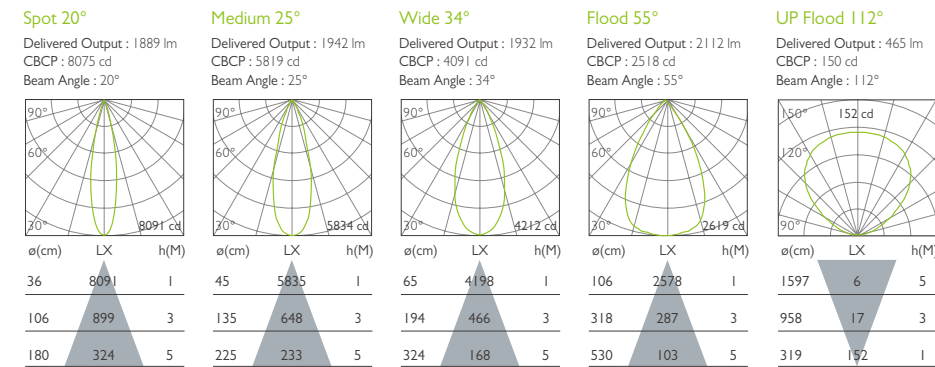 Spot 20°
Delivered Output : 1889 lm
CBCP : 8075 cd
Beam Angle : 20°
90°
60°
30°
8091 cd
ø(cm) LX h(M)
36 8091 1
106 899 3
180 324 5
Medium 25°
Delivered Output : 1942 lm
CBCP : 5819 cd
Beam Angle : 25°
90°
60°
30°
5834 cd
ø(cm) LX h(M)
45 5835 1
135 648 3
225 233 5
Wide 34°
Delivered Output : 1932 lm
CBCP : 4091 cd
Beam Angle : 34°
90°
60°
30°
4212 cd
ø(cm) LX h(M)
65 4198 1
194 466 3
324 168 5
Flood 55°
Delivered Output : 2112 lm
CBCP : 2518 cd
Beam Angle : 55°
90°
60°
30°
2619 cd
ø(cm) LX h(M)
106 2578 1
318 287 3
530 103 5
UP Flood 112°
Delivered Output : 465 lm
CBCP : 150 cd
Beam Angle : 112°
150°
152 cd
120°
90°
ø(cm) LX h(M)
1597 6 5
958 17 3
319 152 1